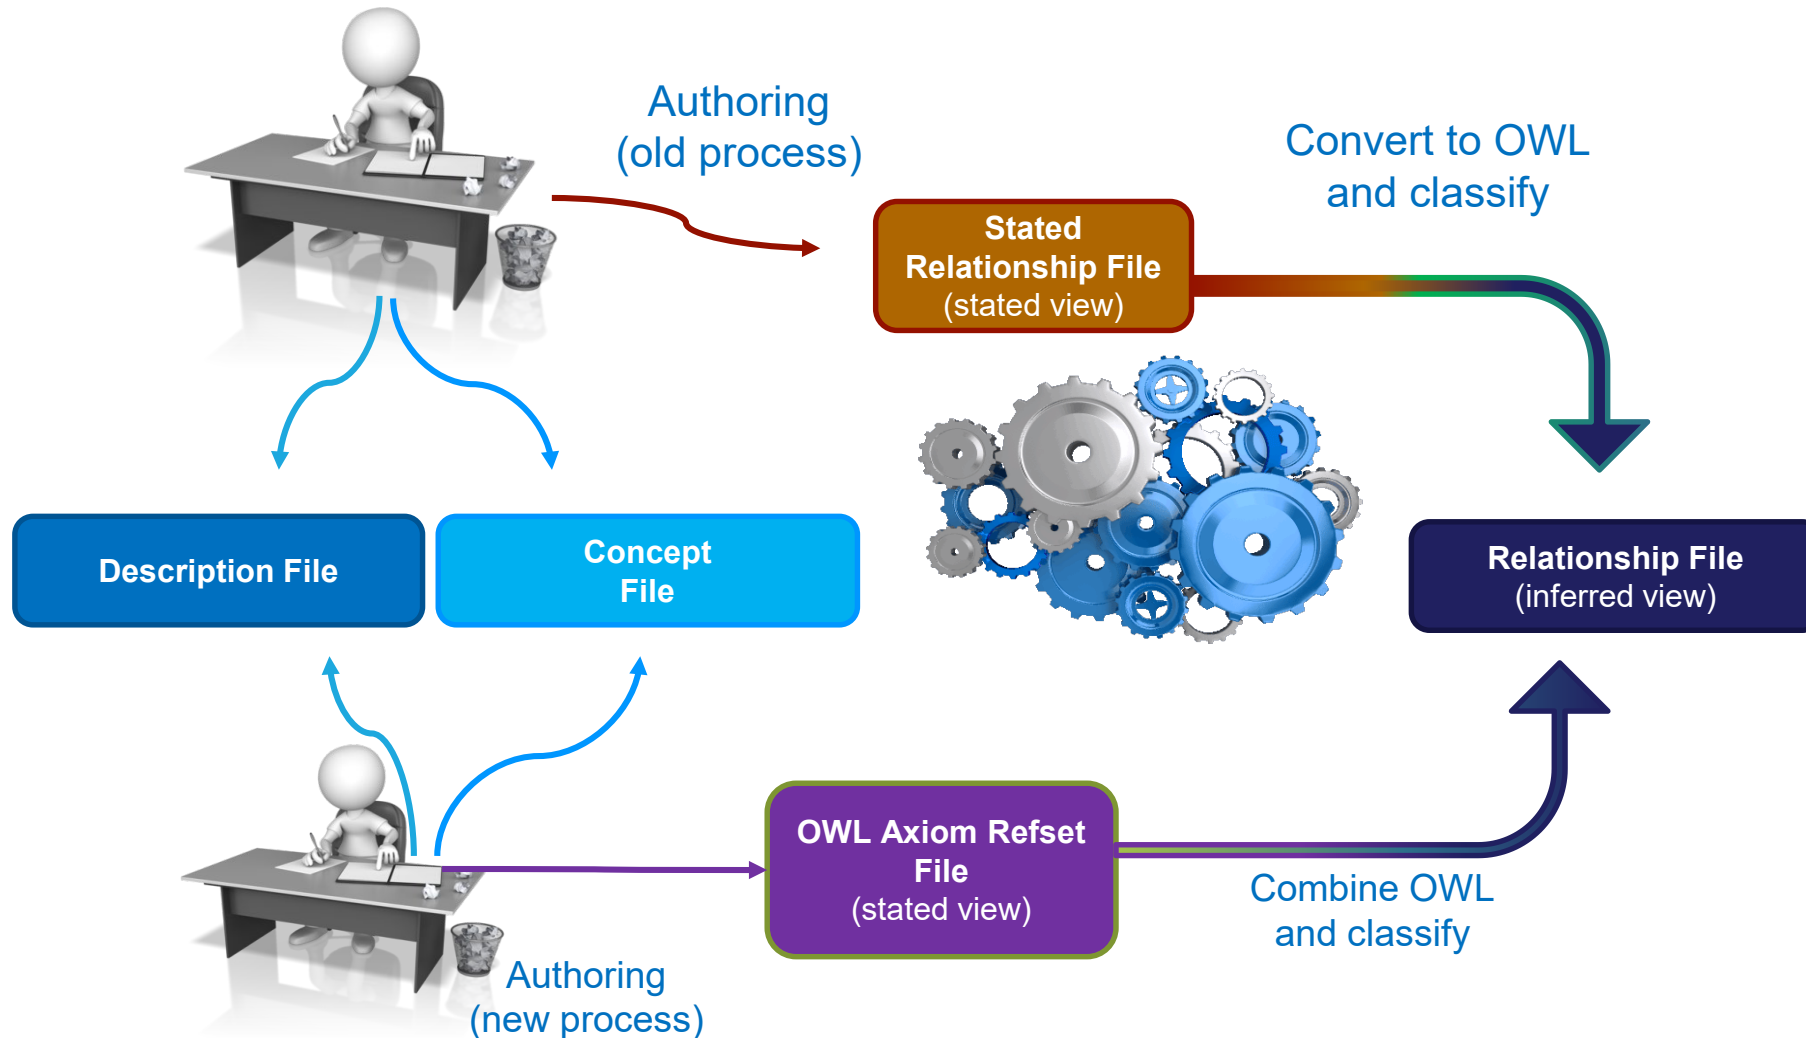 Authoring
(old process)
Convert to OWL
and classify
Stated
Relationship File
(stated view)
Description File
Concept
File
Relationship File
(inferred view)
OWL Axiom Refset
File
(stated view)
Combine OWL
and classify
Authoring
(new process)